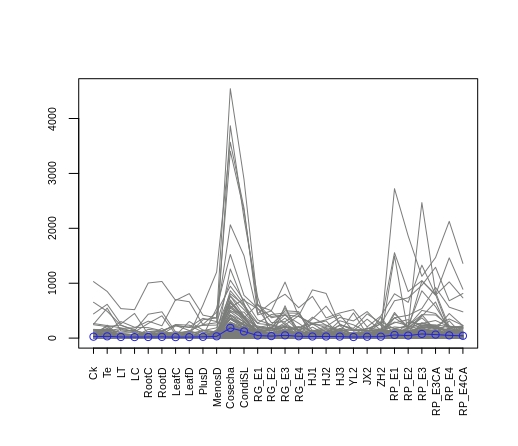 4000
3000
2000
1000
0
Ck
Te
LT
LC
RootC
RootD
LeafC
LeafD
PlusD
MenosD
Cosecha
CondiSL
RG_E1
RG_E2
RG_E3
RG_E4
HJ1
HJ2
HJ3
YL2
JX2
ZH2
RP_E1
RP_E2
RP_E3
RP_E3CA
RP_E4
RP_E4CA